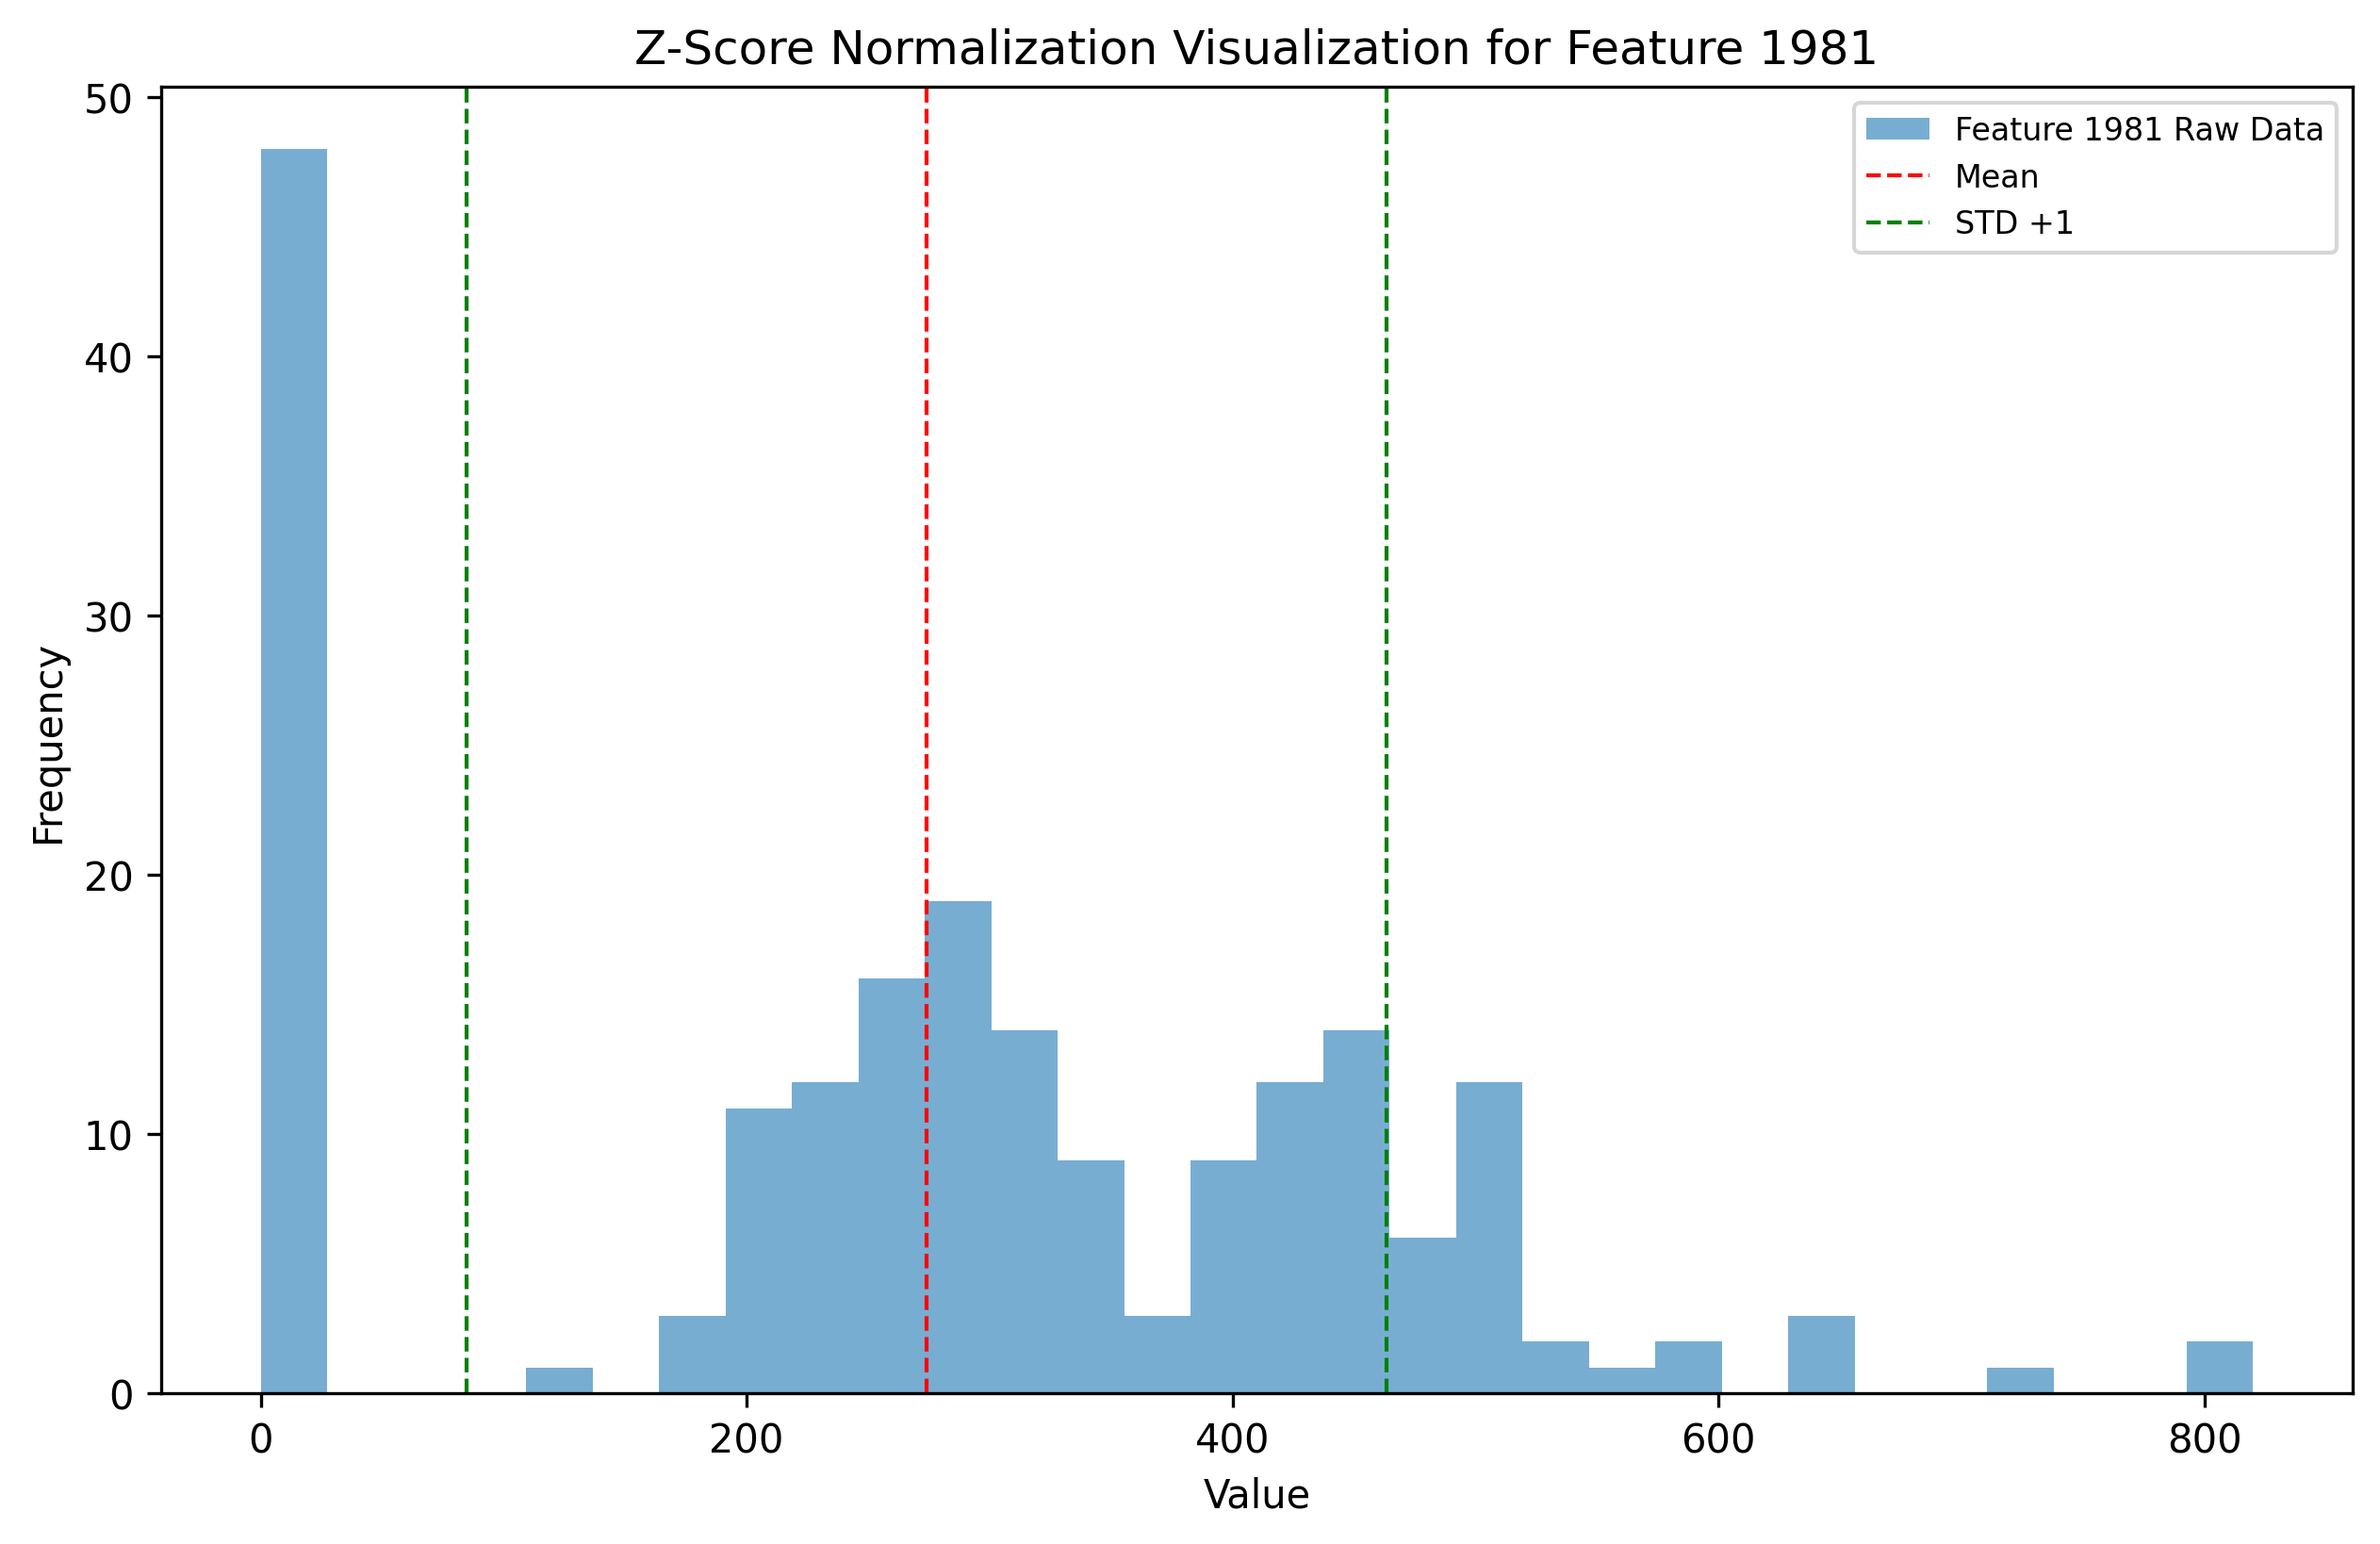 Z-Score Normalization Visualization for Feature 1981
Feature 1981 Raw Data
Mean
STD +1
Frequency
50
40
30
20
10
0
0
200
400
600
800
Value